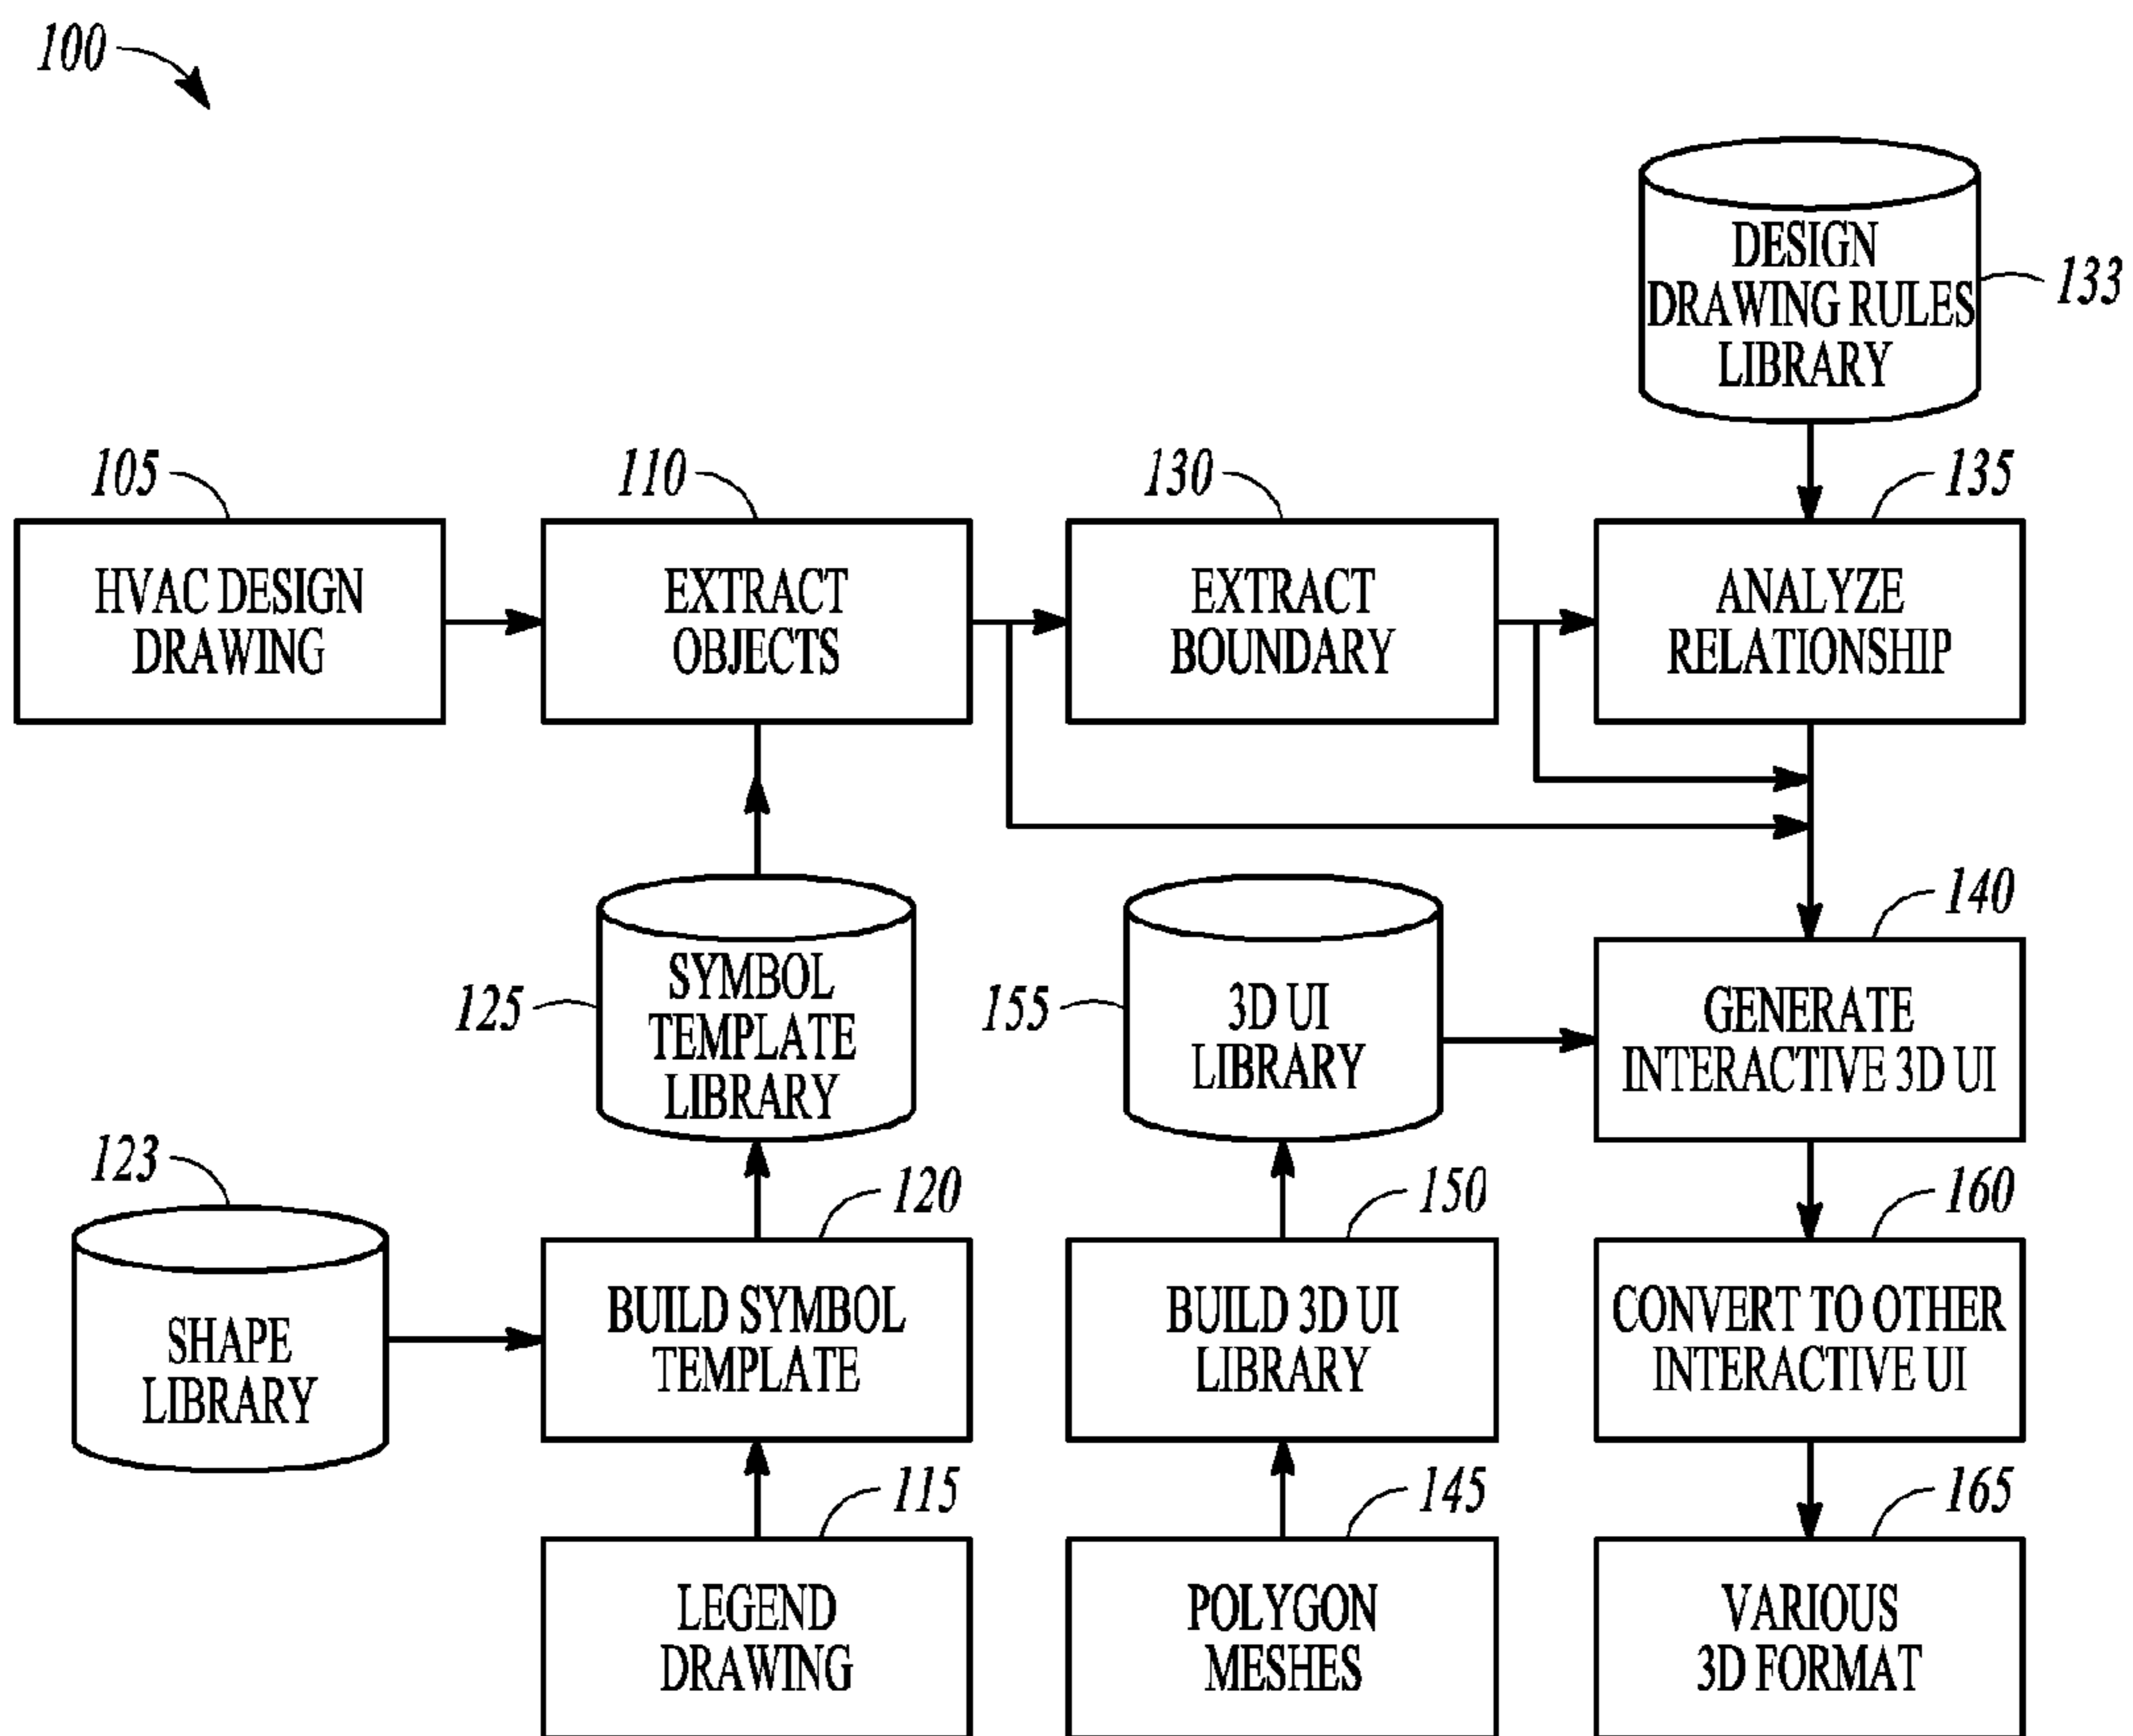 100
DESIGN
DRAWING RULES
LIBRARY
133
105
110
130
135
HVAC DESIGN
DRAWING
EXTRACT
OBJECTS
EXTRACT
BOUNDARY
ANALYZE
RELATIONSHIP
125
SYMBOL
TEMPLATE
LIBRARY
155
3D UI
LIBRARY
140
GENERATE
INTERACTIVE 3D UI
123
SHAPE
LIBRARY
120
BUILD SYMBOL
TEMPLATE
150
BUILD 3D UI
LIBRARY
160
CONVERT TO OTHER
INTERACTIVE UI
115
LEGEND
DRAWING
145
POLYGON
MESHES
165
VARIOUS
3D FORMAT